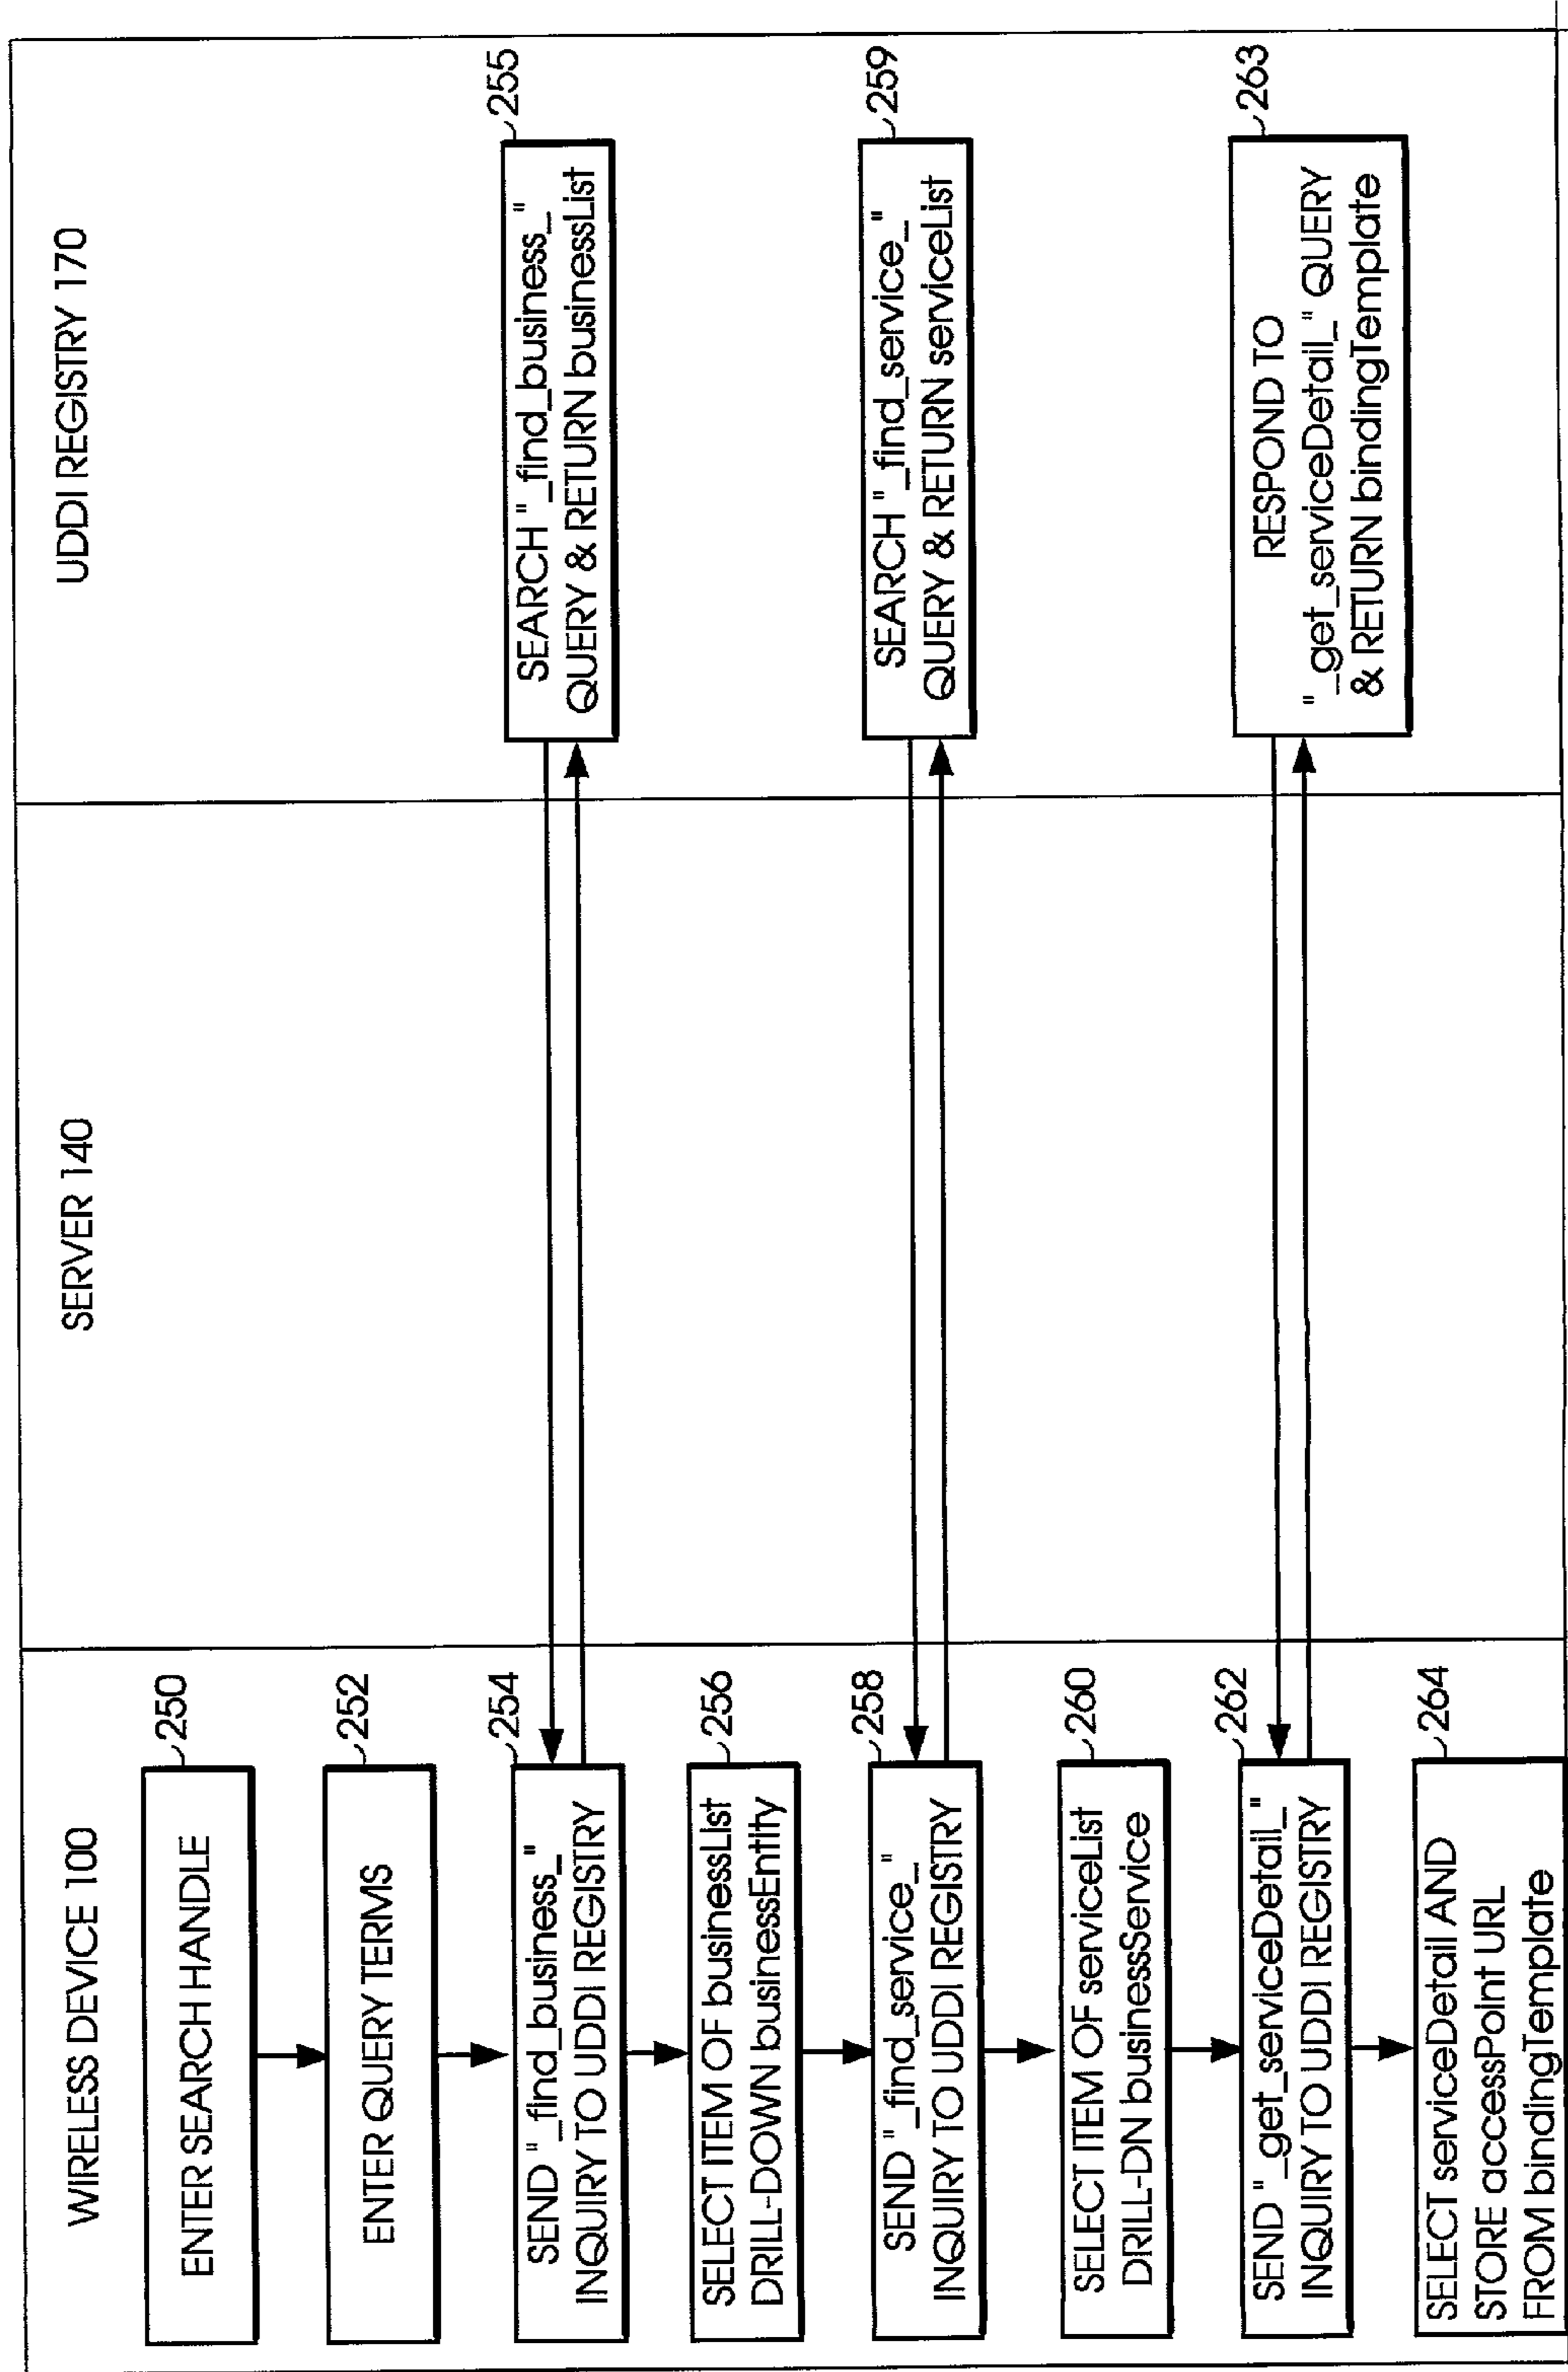 WIRELESS DEVICE 100
SERVER 140
UDDI REGISTRY 170
250
ENTER SEARCH HANDLE
252
ENTER QUERY TERMS
254
SEND "_find_business_"
INQUIRY TO UDDI REGISTRY
255
SEARCH "_find_business_"
QUERY & RETURN businessList
256
SELECT ITEM OF businessList
DRILL-DOWN businessEntity
258
SEND "_find_service_"
INQUIRY TO UDDI REGISTRY
259
SEARCH "_find_service_"
QUERY & RETURN serviceList
260
SELECT ITEM OF serviceList
DRILL-DN businessService
262
SEND "_get_serviceDetail_"
INQUIRY TO UDDI REGISTRY
263
RESPOND TO
"_get_serviceDetail_" QUERY
& RETURN bindingTemplate
264
SELECT serviceDetail AND
STORE accessPoint URL
FROM bindingTemplate